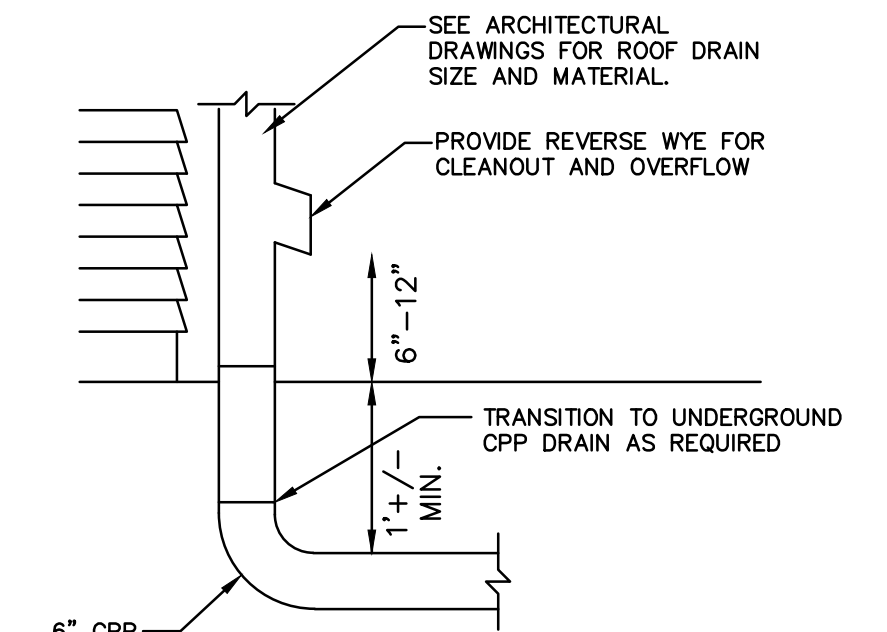 SEE ARCHITECTURAL
DRAWINGS FOR ROOF DRAIN
SIZE AND MATERIAL.
PROVIDE REVERSE WYE FOR
CLEANOUT AND OVERFLOW
6"-12"
TRANSITION TO UNDERGROUND
CPP DRAIN AS REQUIRED
1'+/-
MIN.
6" CPP